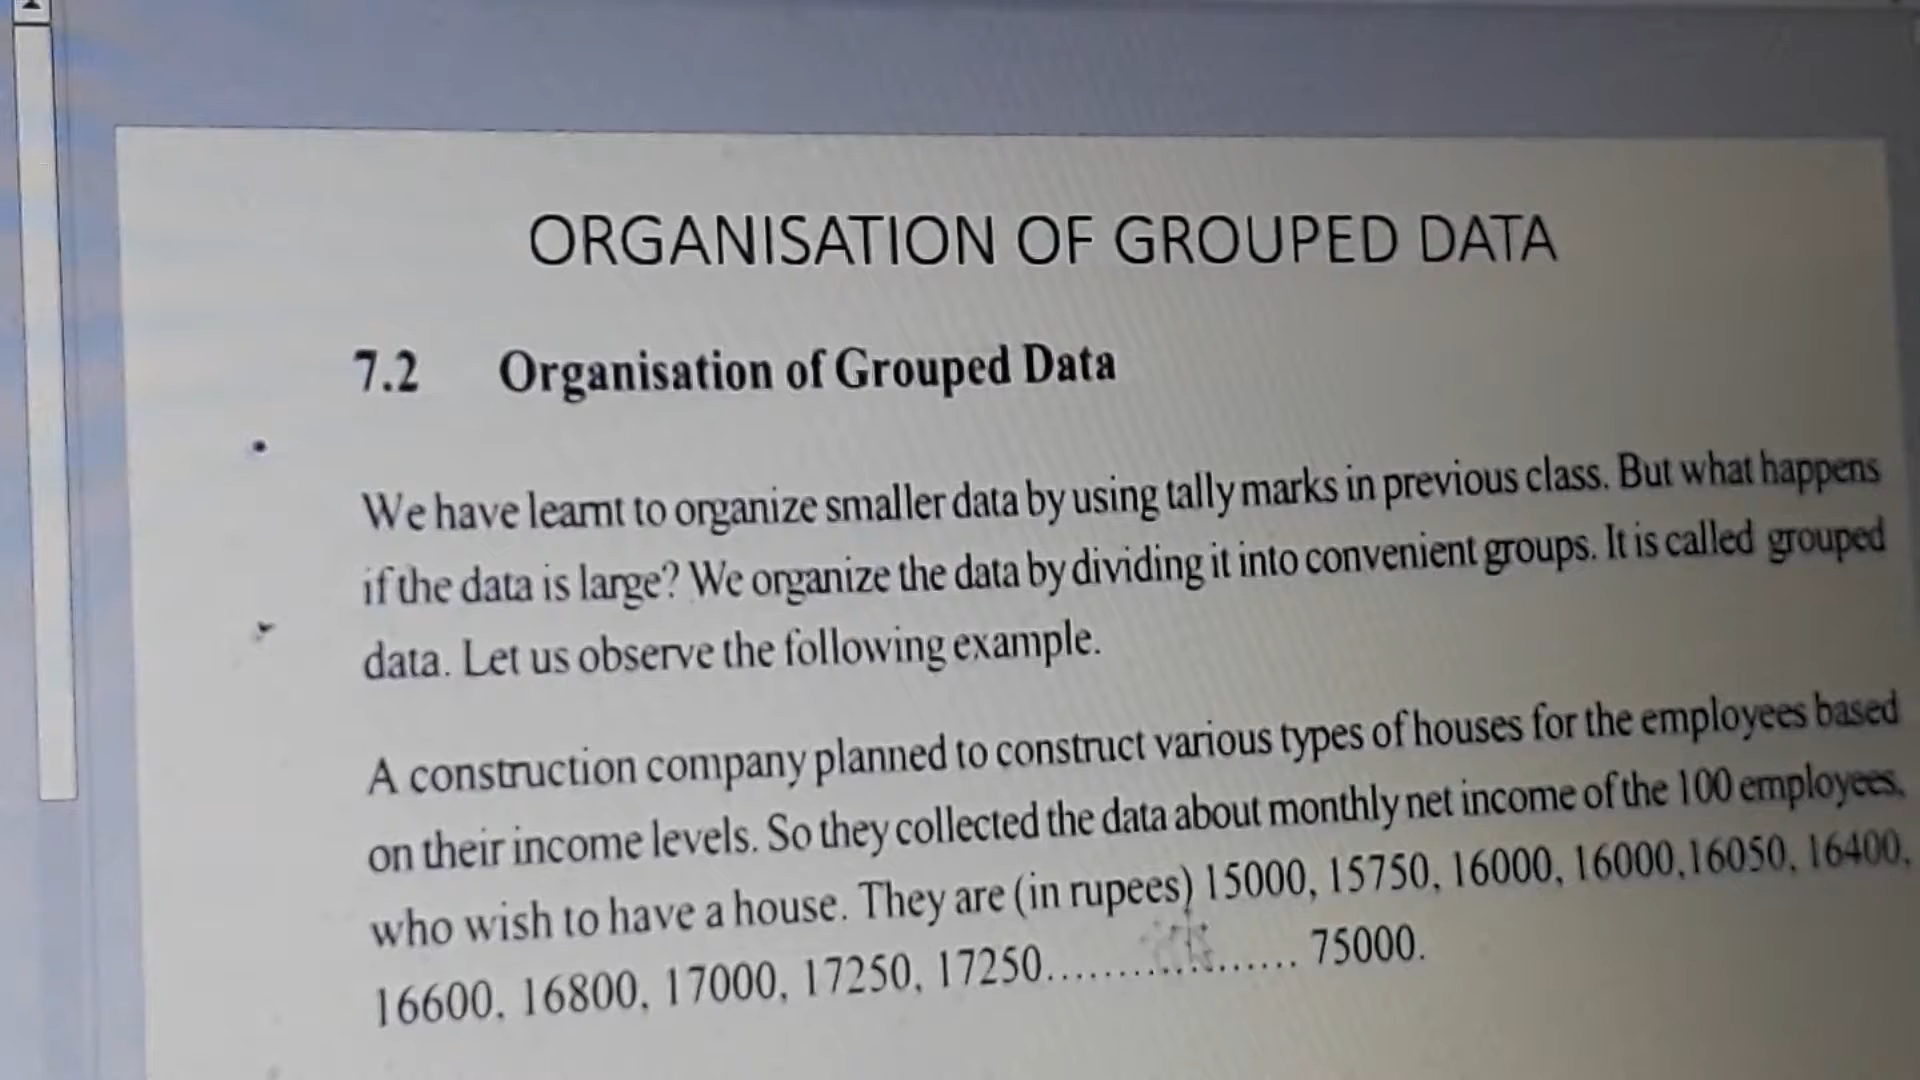 ORGANISATION OF GROUPED DATA
7.2 Organisation of Grouped Data
We have learnt to organize smaller data by using tally marks in previous class. But what happens
if the data is large? We organize the data by dividing it into convenient groups. It is called grouped
data. Let us observe the following example.
A construction company planned to construct various types of houses for the employees based
on their income levels. So they collected the data about monthly net income of the 100 employees,
who wish to have a house. They are (in rupees) 15000, 15750, 16000, 16000,16050, 16400,
16600, 16800, 17000, 17250, 17250..................... 75000.